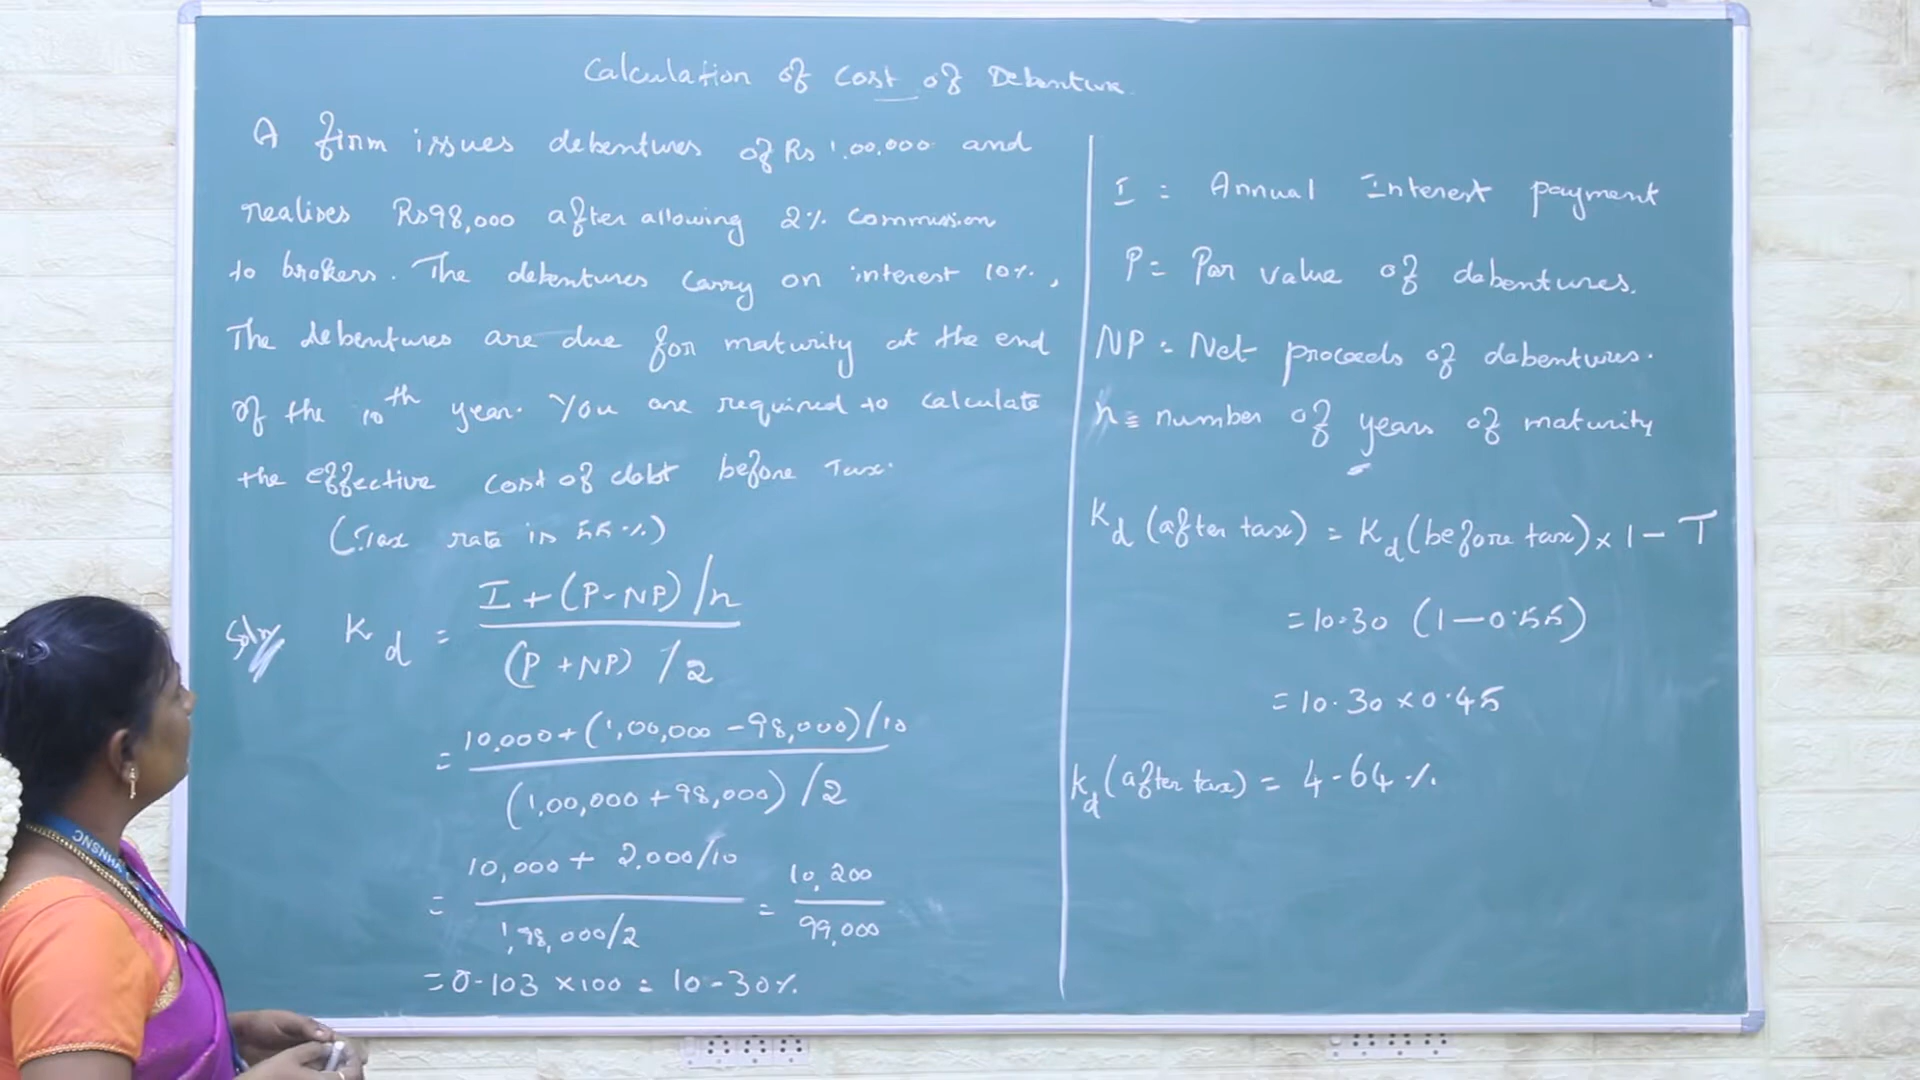 Calculation of Cost of Debenture
A firm issues debentures of Rs 1,00,000 and
realises Rs98,000 after allowing 2% commission
to brokers. The debentures carry on interest 10%,
The debentures are due for maturity at the end
of the 10th year. You are required to calculate
the effective cost of debt before Tax.
(Tax rate is 55%)
Soln Kd = I + (P-NP)/n
(P+NP)/2
= 10,000 + (1,00,000 - 98,000)/10
(1,00,000 + 98,000)/2
= 10,000 + 2,000/10 = 10,200
1,98,000/2 99,000
= 0.103 × 100 = 10.30%
I = Annual Interest payment
P = Par value of debentures.
NP = Net proceeds of debentures.
n = number of years of maturity
Kd (after tax) = Kd (before tax) × 1 - T
= 10.30 (1 - 0.55)
= 10.30 × 0.45
Kd (after tax) = 4.64%
VHNSNC